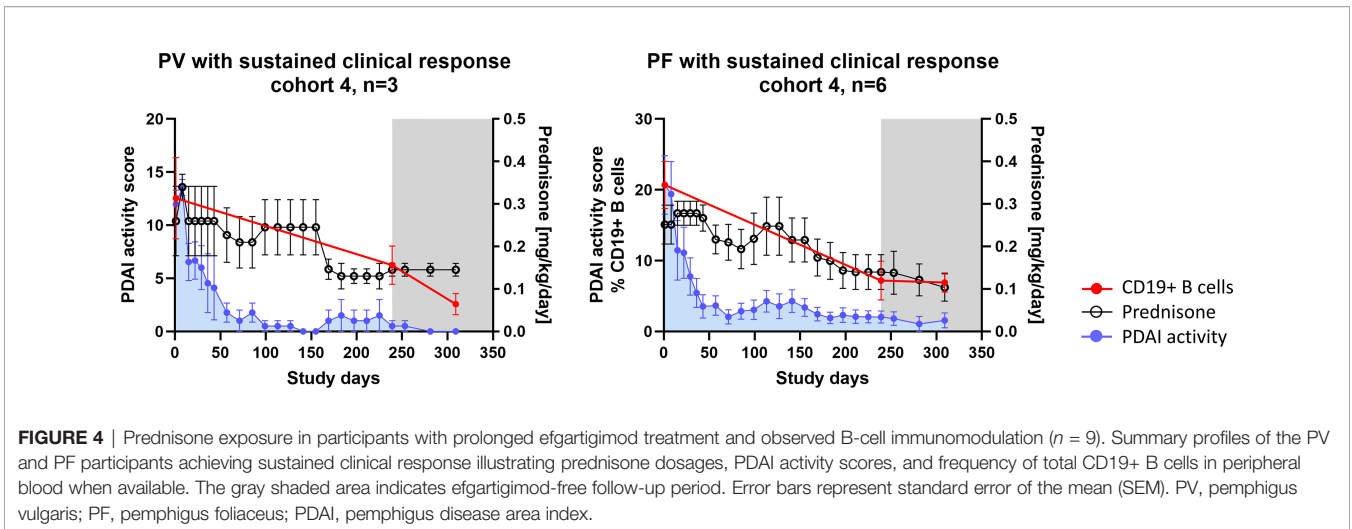 PV with sustained clinical response
cohort 4, n=3
20
15
10
5
0
PDAI activity score
0.5
0.4
0.3
0.2
0.1
0.0
Prednisone [mg/kg/day]
0 50 100 150 200 250 300 350
Study days
PF with sustained clinical response
cohort 4, n=6
30
20
10
0
PDAI activity score
% CD19+ B cells
0.5
0.4
0.3
0.2
0.1
0.0
Prednisone [mg/kg/day]
0 50 100 150 200 250 300 350
Study days
CD19+ B cells
Prednisone
PDAI activity
FIGURE 4 | Prednisone exposure in participants with prolonged efgartigimod treatment and observed B-cell immunomodulation (n = 9). Summary profiles of the PV
and PF participants achieving sustained clinical response illustrating prednisone dosages, PDAI activity scores, and frequency of total CD19+ B cells in peripheral
blood when available. The gray shaded area indicates efgartigimod-free follow-up period. Error bars represent standard error of the mean (SEM). PV, pemphigus
vulgaris; PF, pemphigus foliaceus; PDAI, pemphigus disease area index.